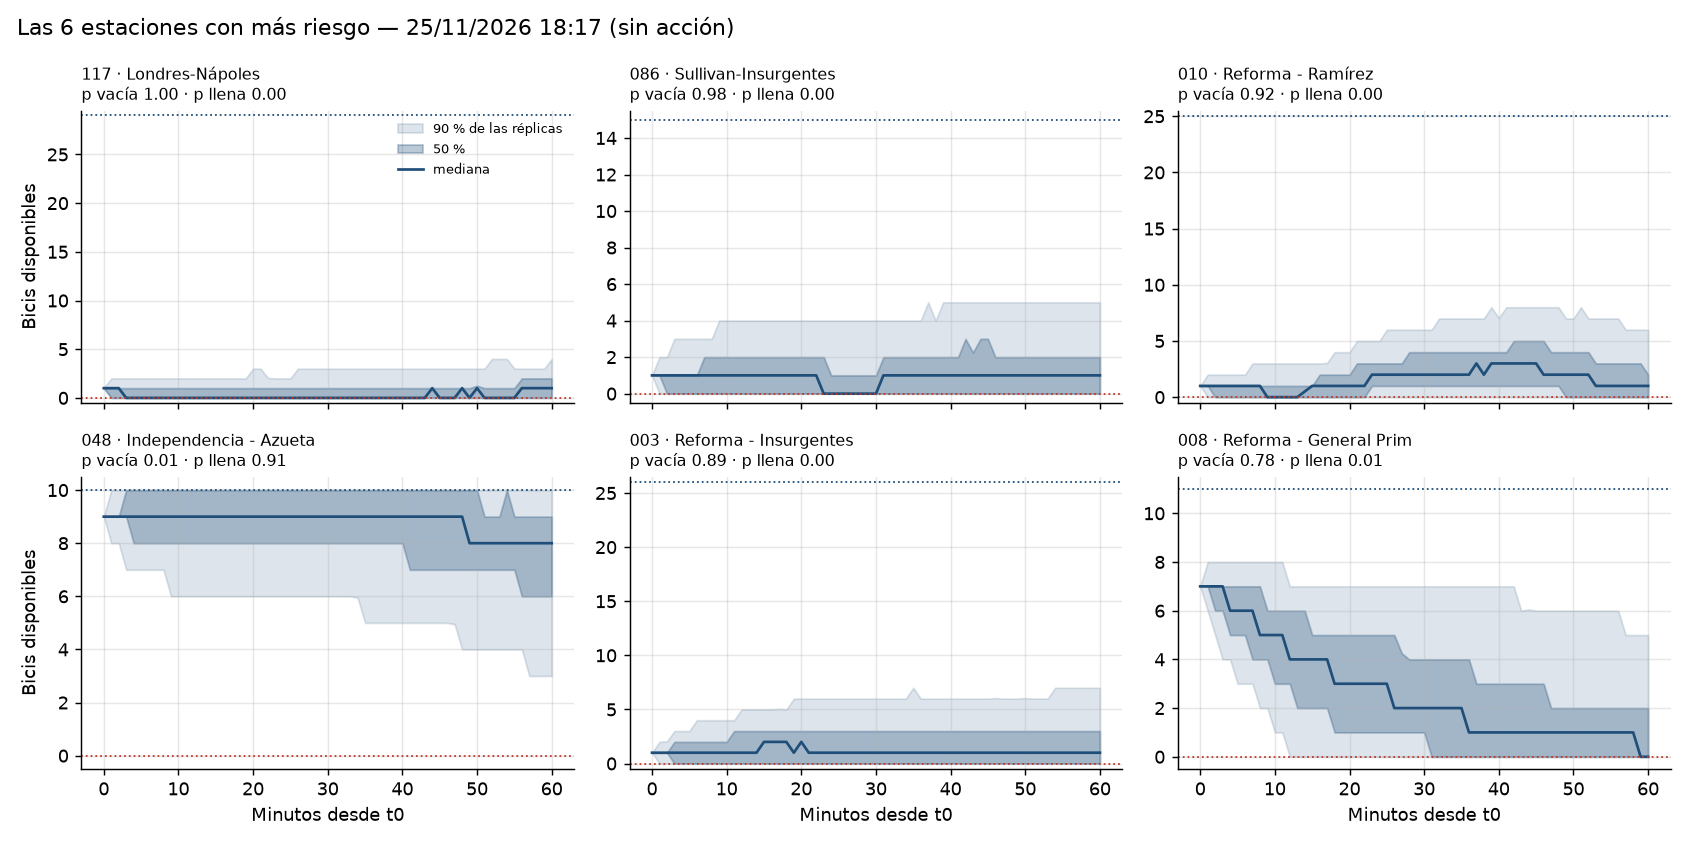 Las 6 estaciones con más riesgo — 25/11/2026 18:17 (sin acción)
117 · Londres-Nápoles
p vacía 1.00 · p llena 0.00
90 % de las réplicas
50 %
mediana
25
20
15
10
5
0
Bicis disponibles
0 10 20 30 40 50 60
086 · Sullivan-Insurgentes
p vacía 0.98 · p llena 0.00
14
12
10
8
6
4
2
0
010 · Reforma - Ramírez
p vacía 0.92 · p llena 0.00
25
20
15
10
5
0
048 · Independencia - Azueta
p vacía 0.01 · p llena 0.91
10
8
6
4
2
0
Bicis disponibles
0 10 20 30 40 50 60
Minutos desde t0
003 · Reforma - Insurgentes
p vacía 0.89 · p llena 0.00
25
20
15
10
5
0
0 10 20 30 40 50 60
Minutos desde t0
008 · Reforma - General Prim
p vacía 0.78 · p llena 0.01
10
8
6
4
2
0
0 10 20 30 40 50 60
Minutos desde t0